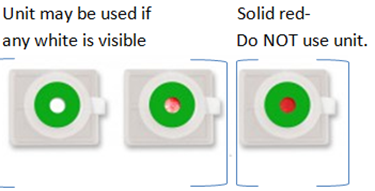 Unit may be used if
any white is visible
Solid red-
Do NOT use unit.